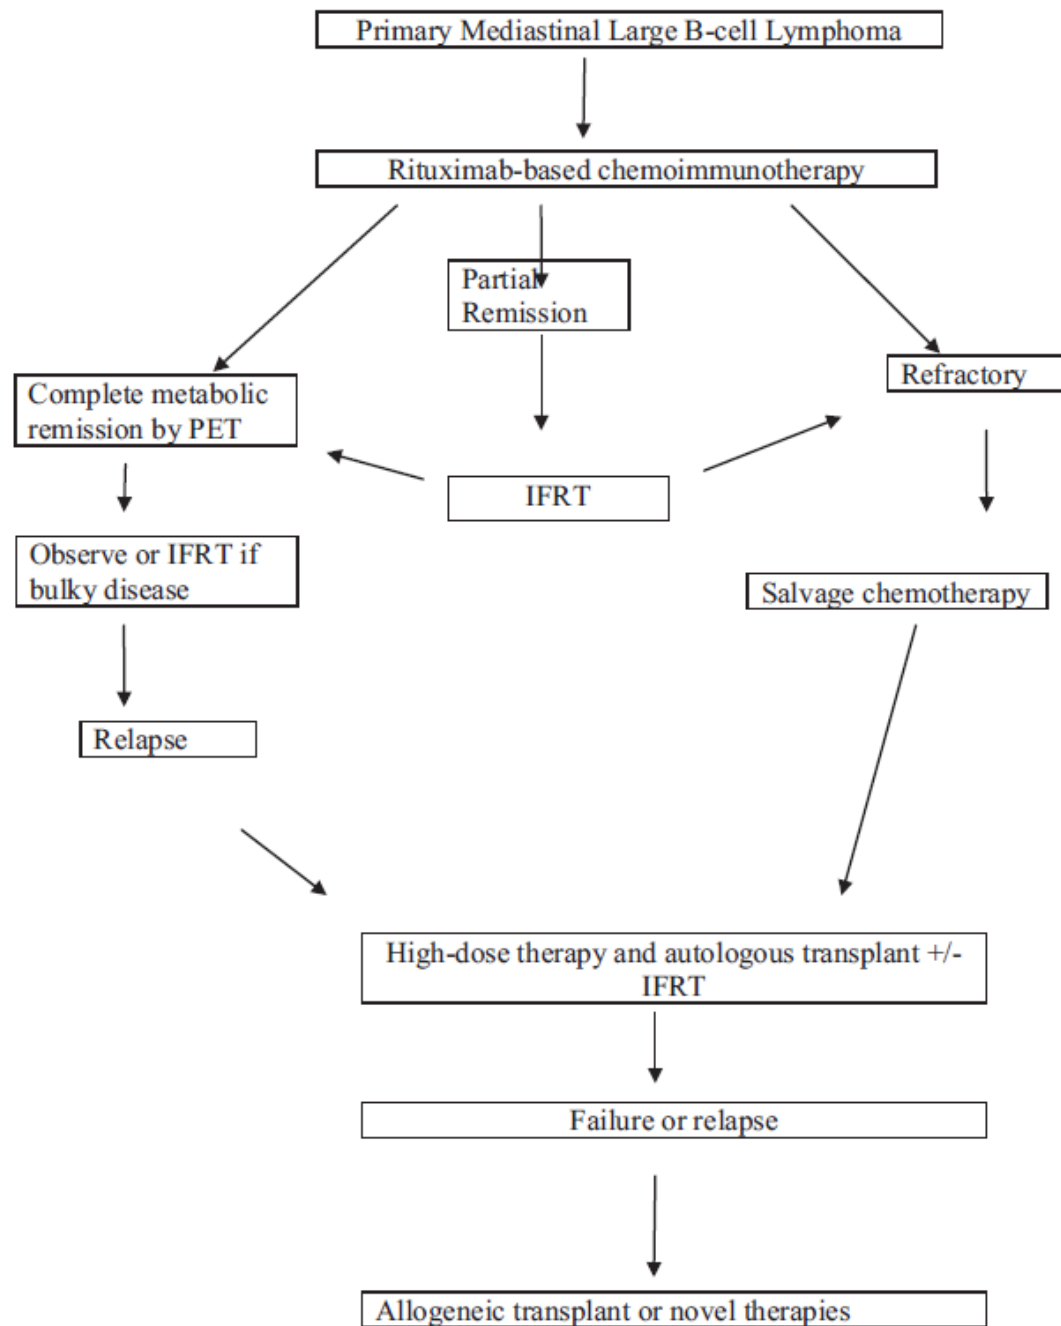 Primary Mediastinal Large B-cell Lymphoma
Rituximab-based chemoimmunotherapy
Partial
Remission
Refractory
Complete metabolic
remission by PET
IFRT
Observe or IFRT if
bulky disease
Salvage chemotherapy
Relapse
High-dose therapy and autologous transplant +/-
IFRT
Failure or relapse
Allogeneic transplant or novel therapies